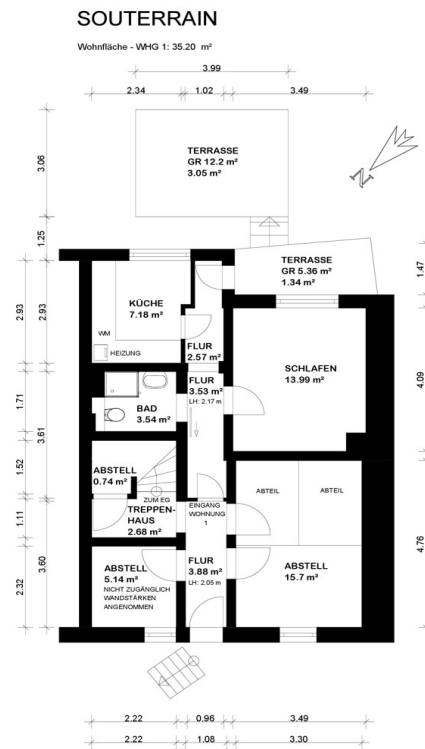 SOUTERRAIN
Wohnfläche - WHG 1: 35.20 m²
3.99
2.34 1.02 3.49
TERRASSE
GR 12.2 m²
3.05 m²
3.06
N
1.25
TERRASSE
GR 5.36 m²
1.34 m²
1.47
KÜCHE
7.18 m²
2.93 2.93
WM
HEIZUNG
FLUR
2.57 m²
SCHLAFEN
13.99 m²
4.09
FLUR
3.53 m²
LH: 2.17 m
BAD
3.54 m²
1.71
3.61
ABSTELL
0.74 m²
1.52
ZUM EG
TREPPEN-
HAUS
2.68 m²
1.11
EINGANG
WOHNUNG
1
ABTEIL ABTEIL
4.76
3.60
ABSTELL
5.14 m²
NICHT ZUGÄNGLICH
WANDSTÄRKEN
ANGENOMMEN
2.32
FLUR
3.88 m²
LH: 2.05 m
ABSTELL
15.7 m²
2.22 0.96 3.49
2.22 1.08 3.30